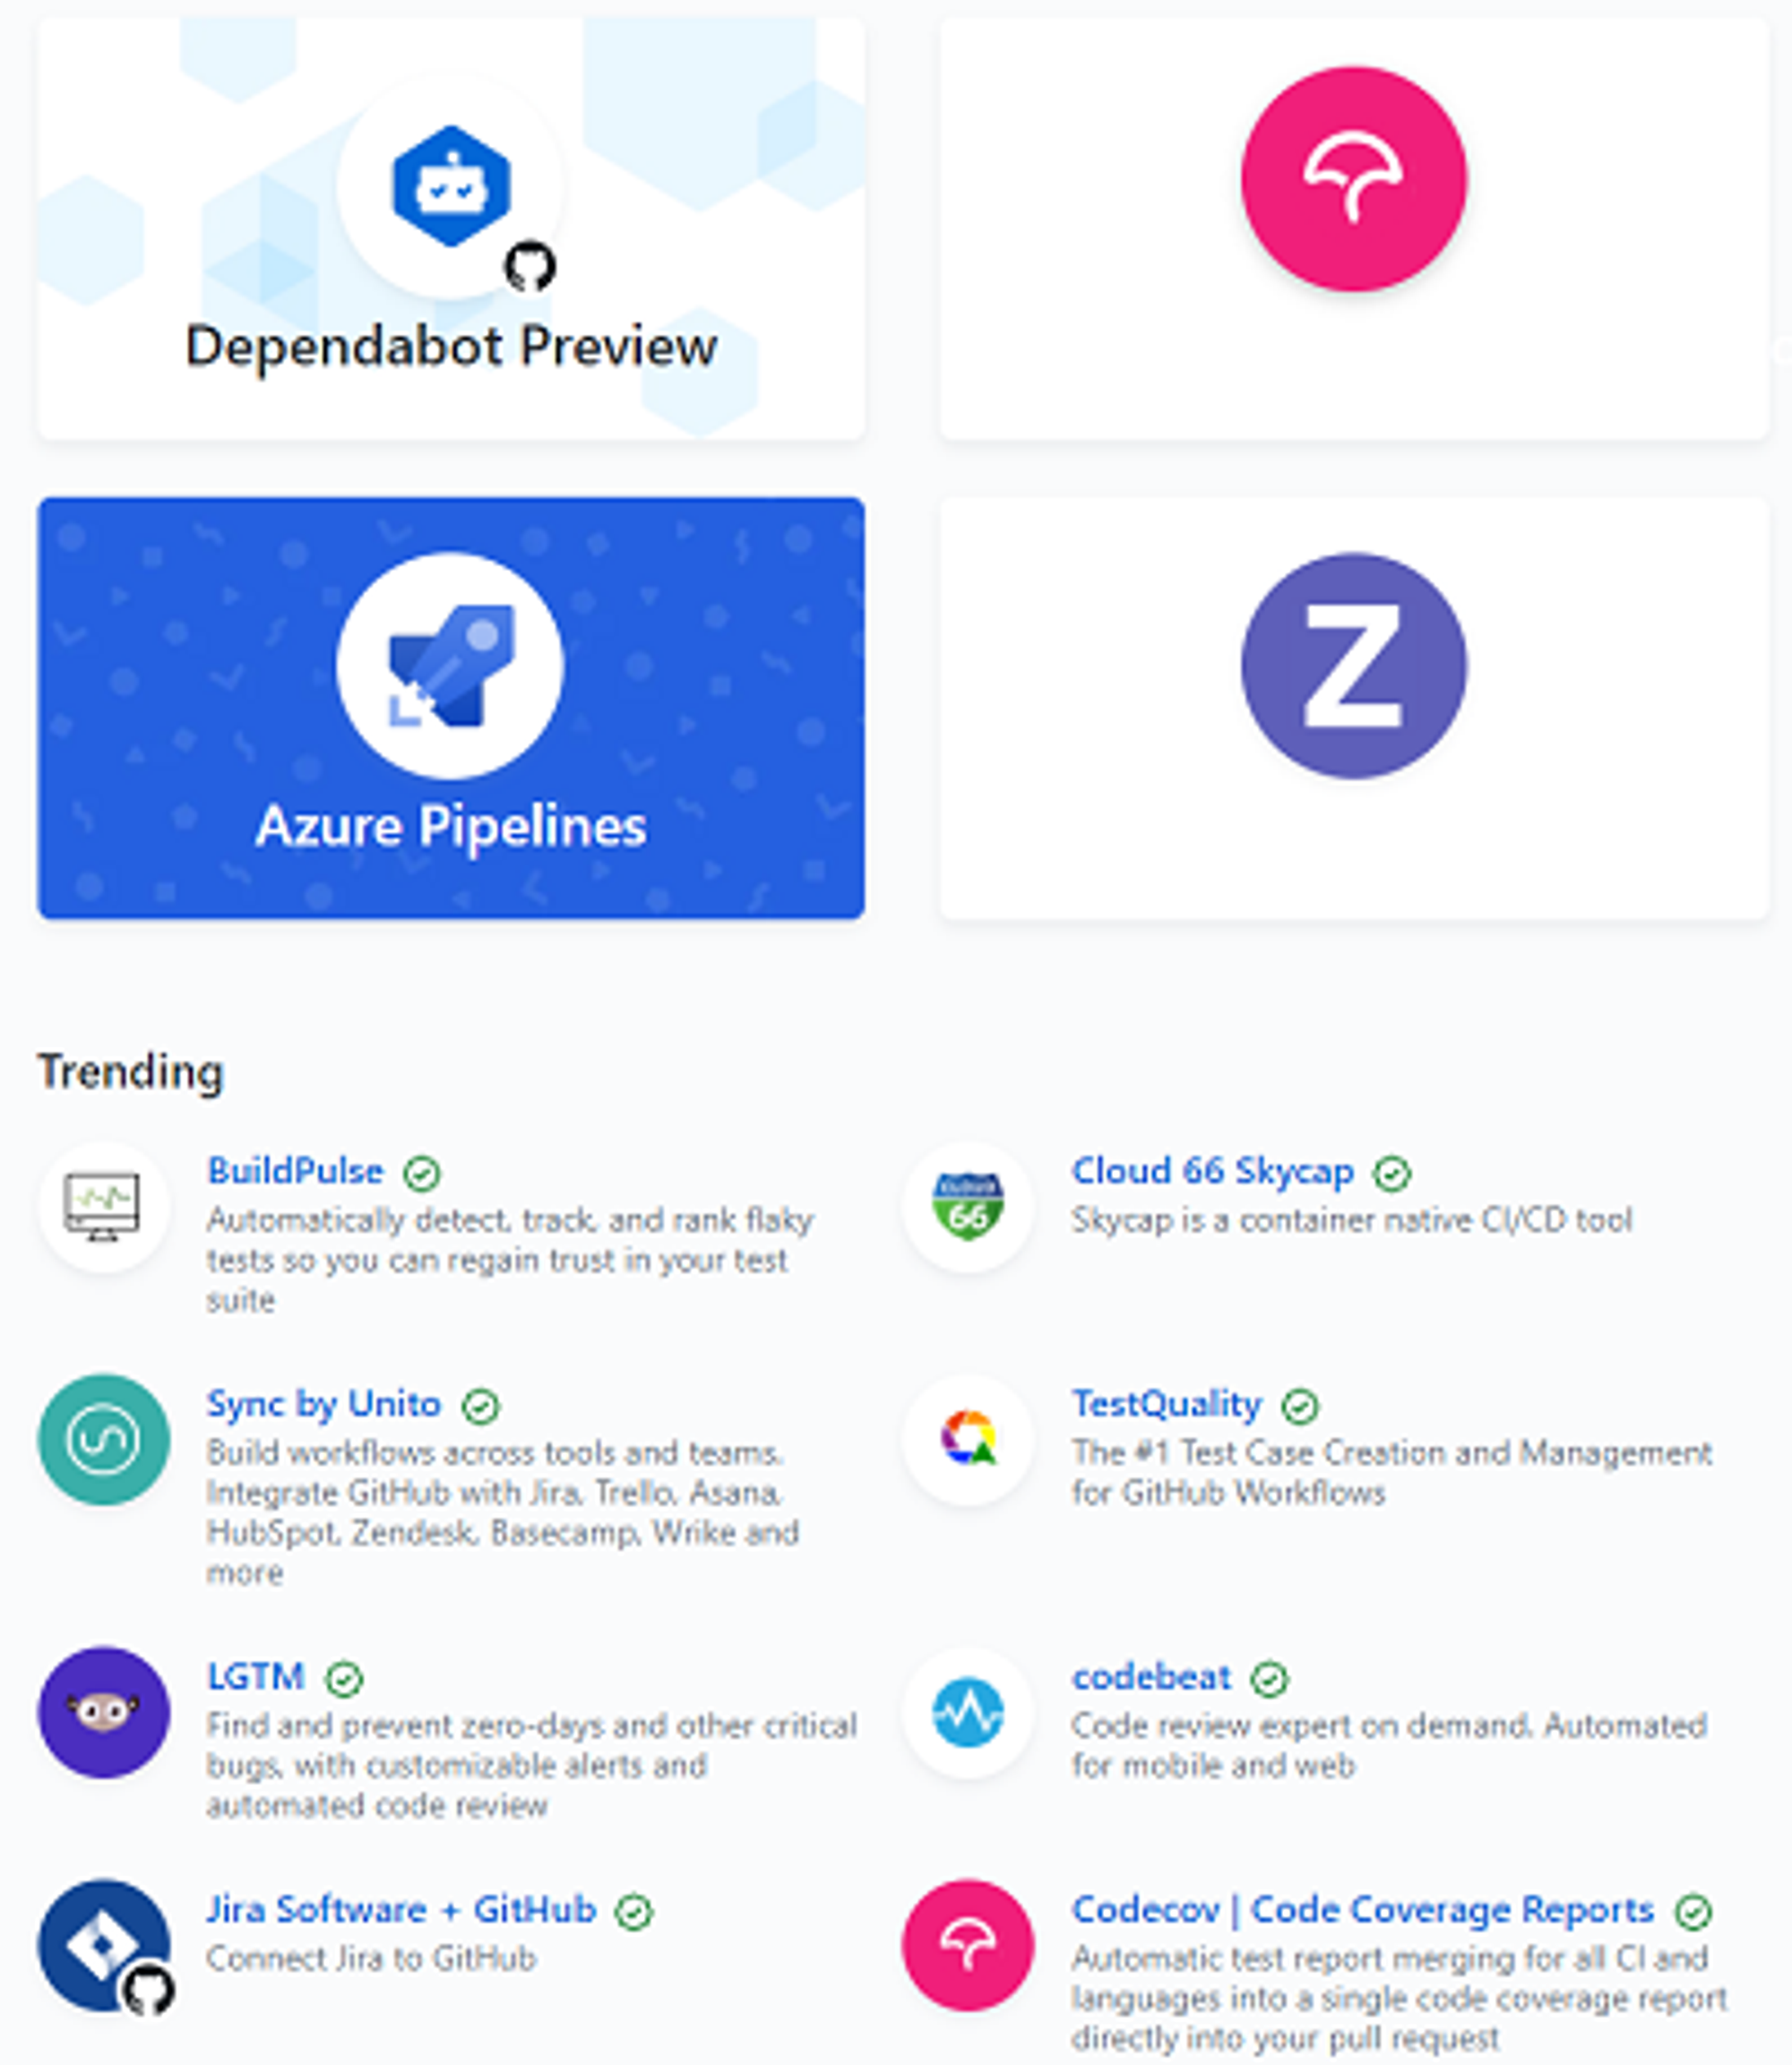 Dependabot Preview
Azure Pipelines
Z
Trending
BuildPulse
Automatically detect, track, and rank flaky
tests so you can regain trust in your test
suite
Cloud 66 Skycap
Skycap is a container native CI/CD tool
CLOUD
66
Sync by Unito
Build workflows across tools and teams.
Integrate GitHub with Jira, Trello, Asana,
HubSpot, Zendesk, Basecamp, Wrike and
more
TestQuality
The #1 Test Case Creation and Management
for GitHub Workflows
LGTM
Find and prevent zero-days and other critical
bugs, with customizable alerts and
automated code review
codebeat
Code review expert on demand. Automated
for mobile and web
Jira Software + GitHub
Connect Jira to GitHub
Codecov | Code Coverage Reports
Automatic test report merging for all CI and
languages into a single code coverage report
directly into your pull request